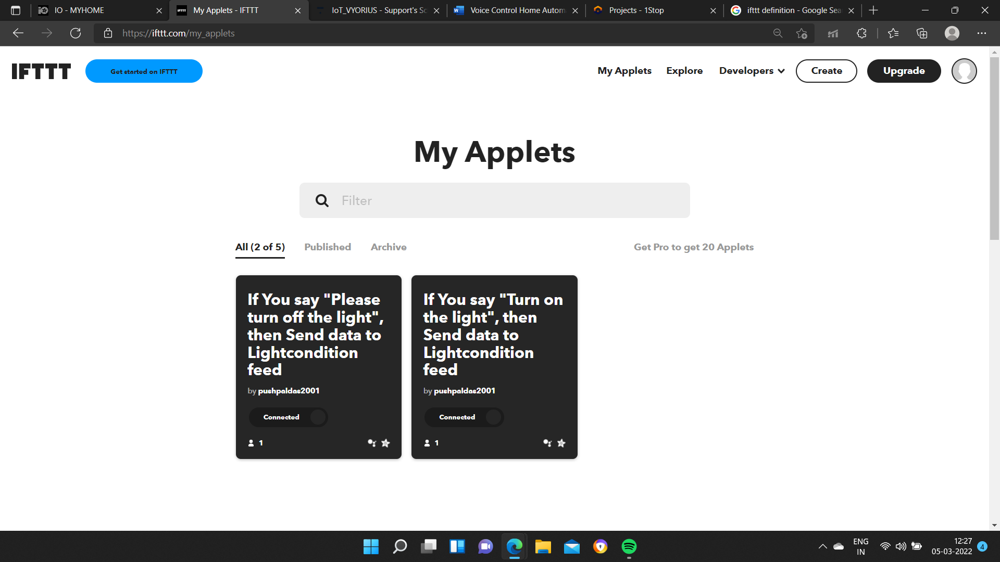 IO - MYHOME
My Applets - IFTTT
IoT_VYORIUS - Support's Sc
Voice Control Home Autom
Projects - 1Stop
ifttt definition - Google Sea
https://ifttt.com/my_applets
IFTTT
Get started on IFTTT
My Applets
Explore
Developers
Create
Upgrade
My Applets
Filter
All (2 of 5)
Published
Archive
Get Pro to get 20 Applets
If You say "Please
turn off the light",
then Send data to
Lightcondition
feed
by pushpaldas2001
Connected
1
If You say "Turn on
the light", then
Send data to
Lightcondition
feed
by pushpaldas2001
Connected
1
ENG
IN
12:27
05-03-2022
4